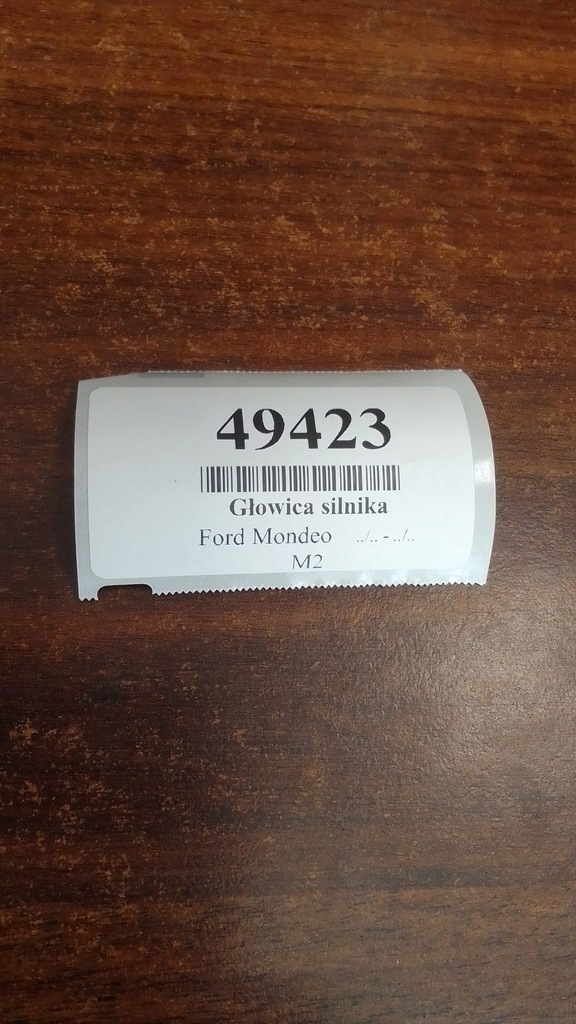 49423
Głowica silnika
Ford Mondeo ../.. - ../..
M2